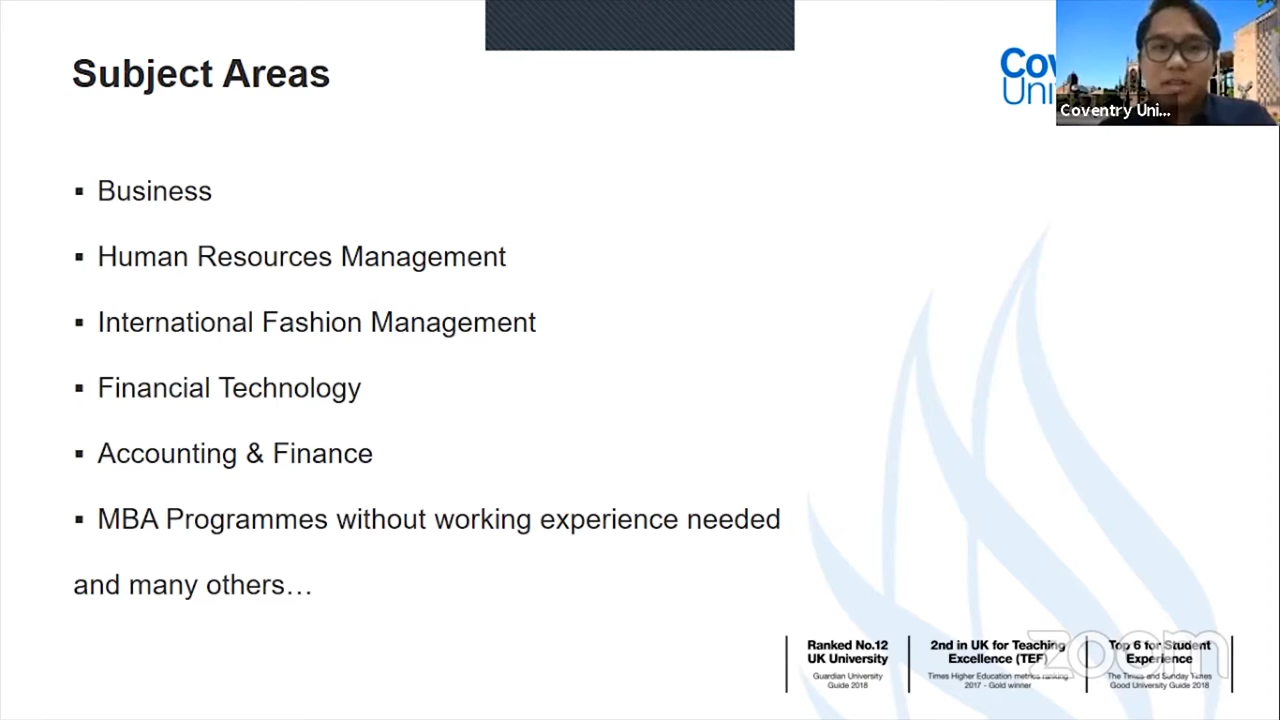 Subject Areas
Cov
Uni
Coventry Uni...
▪ Business
▪ Human Resources Management
▪ International Fashion Management
▪ Financial Technology
▪ Accounting & Finance
▪ MBA Programmes without working experience needed
and many others…
Ranked No.12
UK University
Guardian University
Guide 2018
2nd in UK for Teaching
Excellence (TEF)
Times Higher Education metrics ranking
2017 - Gold winner
Top 6 for Student
Experience
The Times and Sunday Times
Good University Guide 2018
zoom